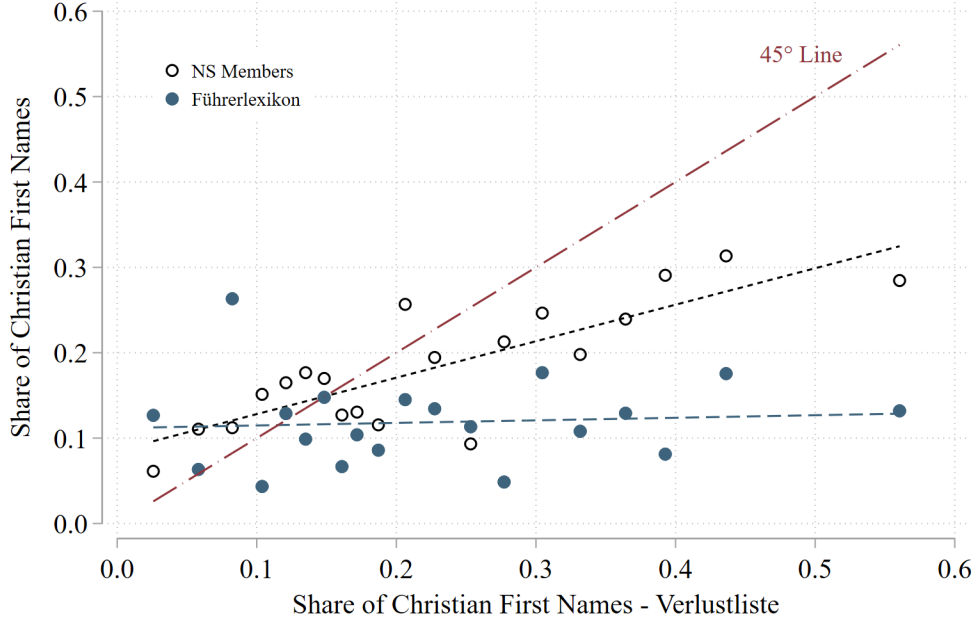 0.6
0.5
0.4
0.3
0.2
0.1
0.0
Share of Christian First Names
NS Members
Führerlexikon
45° Line
0.0 0.1 0.2 0.3 0.4 0.5 0.6
Share of Christian First Names - Verlustliste